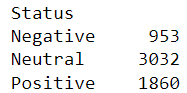 Status
Negative 953
Neutral 3032
Positive 1860